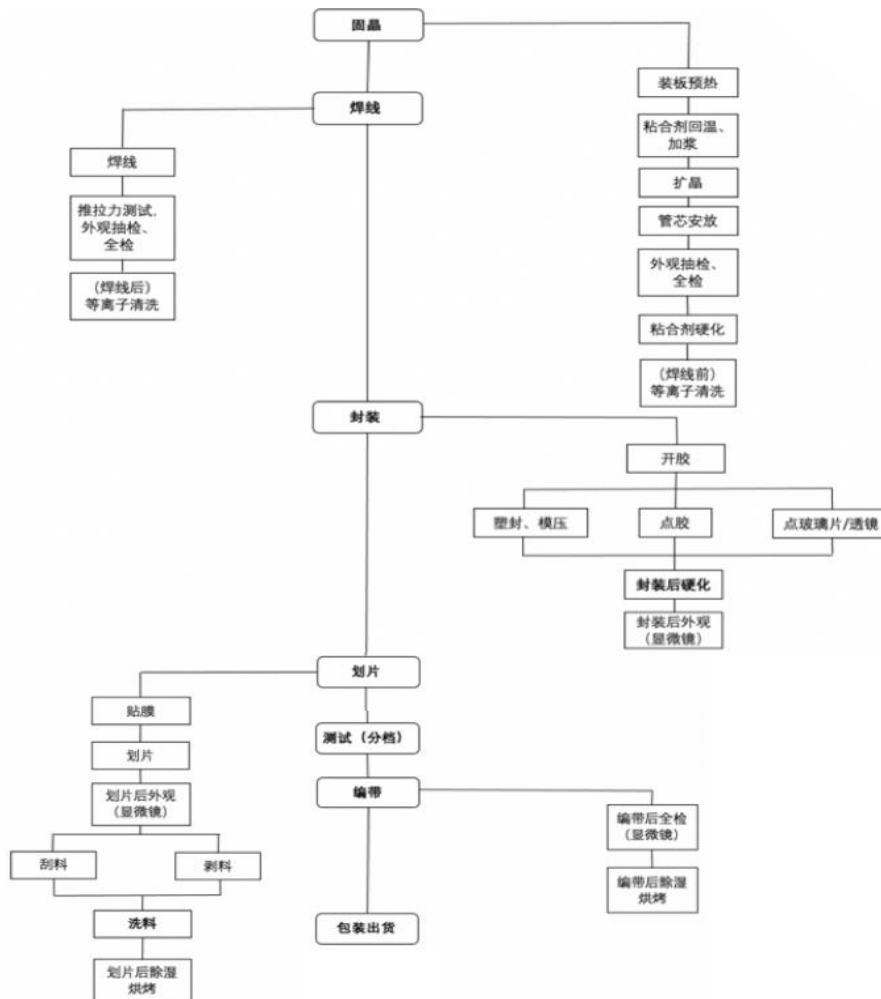 固晶
装板预热
焊线
粘合剂回温、
加浆
焊线
扩晶
推拉力测试,
外观抽检、
全检
管芯安放
外观抽检、
全检
(焊线后)
等离子清洗
粘合剂硬化
(焊线前)
等离子清洗
封装
开胶
塑封、模压
点胶
点玻璃片/透镜
封装后硬化
封装后外观
(显微镜)
划片
贴膜
测试（分档）
划片
编带
划片后外观
(显微镜)
编带后全检
(显微镜)
刮料
剥料
编带后除湿
烘烤
洗料
包装出货
划片后除湿
烘烤